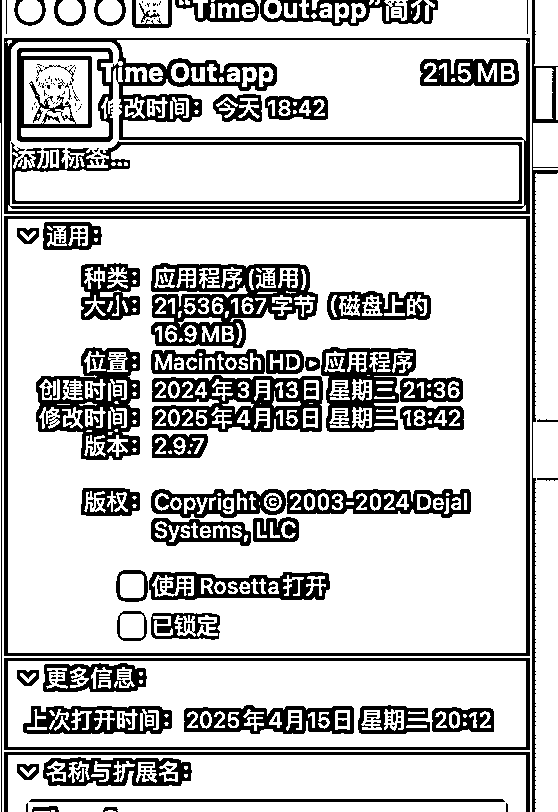 “Time Out.app”简介
Time Out.app 21.5 MB
修改时间：今天 18:42
添加标签…
通用：
种类：应用程序 (通用)
大小：21,536,167 字节（磁盘上的
16.9 MB）
位置：Macintosh HD ▸ 应用程序
创建时间：2024年3月13日 星期三 21:36
修改时间：2025年4月15日 星期二 18:42
版本：2.9.7
版权：Copyright © 2003-2024 Dejal
Systems, LLC
使用 Rosetta 打开
已锁定
更多信息：
上次打开时间：2025年4月15日 星期二 20:12
名称与扩展名：